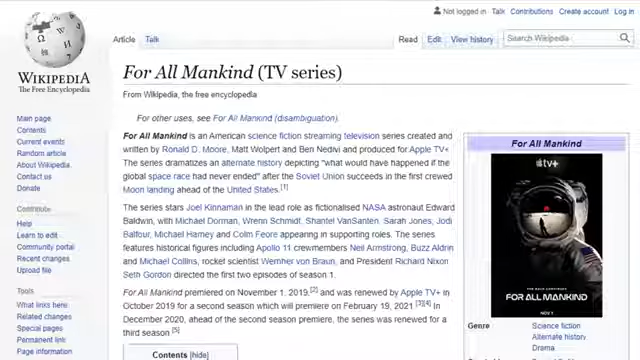 Not logged in Talk Contributions Create account Log in
Article Talk Read Edit View history Search Wikipedia
WIKIPEDIA
The Free Encyclopedia
For All Mankind (TV series)
From Wikipedia, the free encyclopedia
For other uses, see For All Mankind (disambiguation).
Main page
Contents
Current events
Random article
About Wikipedia
Contact us
Donate
Contribute
Help
Learn to edit
Community portal
Recent changes
Upload file
Tools
What links here
Related changes
Special pages
Permanent link
Page information
For All Mankind is an American science fiction streaming television series created and
written by Ronald D. Moore, Matt Wolpert and Ben Nedivi and produced for Apple TV+
The series dramatizes an alternate history depicting "what would have happened if the
global space race had never ended" after the Soviet Union succeeds in the first crewed
Moon landing ahead of the United States.[1]
The series stars Joel Kinnaman in the lead role as fictionalised NASA astronaut Edward
Baldwin, with Michael Dorman, Wrenn Schmidt, Shantel VanSanten, Sarah Jones, Jodi
Balfour, Michael Harney and Colm Feore appearing in supporting roles. The series
features historical figures including Apollo 11 crewmembers Neil Armstrong, Buzz Aldrin
and Michael Collins, rocket scientist Wernher von Braun, and President Richard Nixon
Seth Gordon directed the first two episodes of season 1.
For All Mankind premiered on November 1, 2019,[2] and was renewed by Apple TV+ in
October 2019 for a second season which will premiere on February 19, 2021 [3][4] In
December 2020, ahead of the second season premiere, the series was renewed for a
third season [5]
Contents [hide]
For All Mankind
tv+
FOR ALL MANKIND
NOV 1
Genre Science fiction
Alternate history
Drama